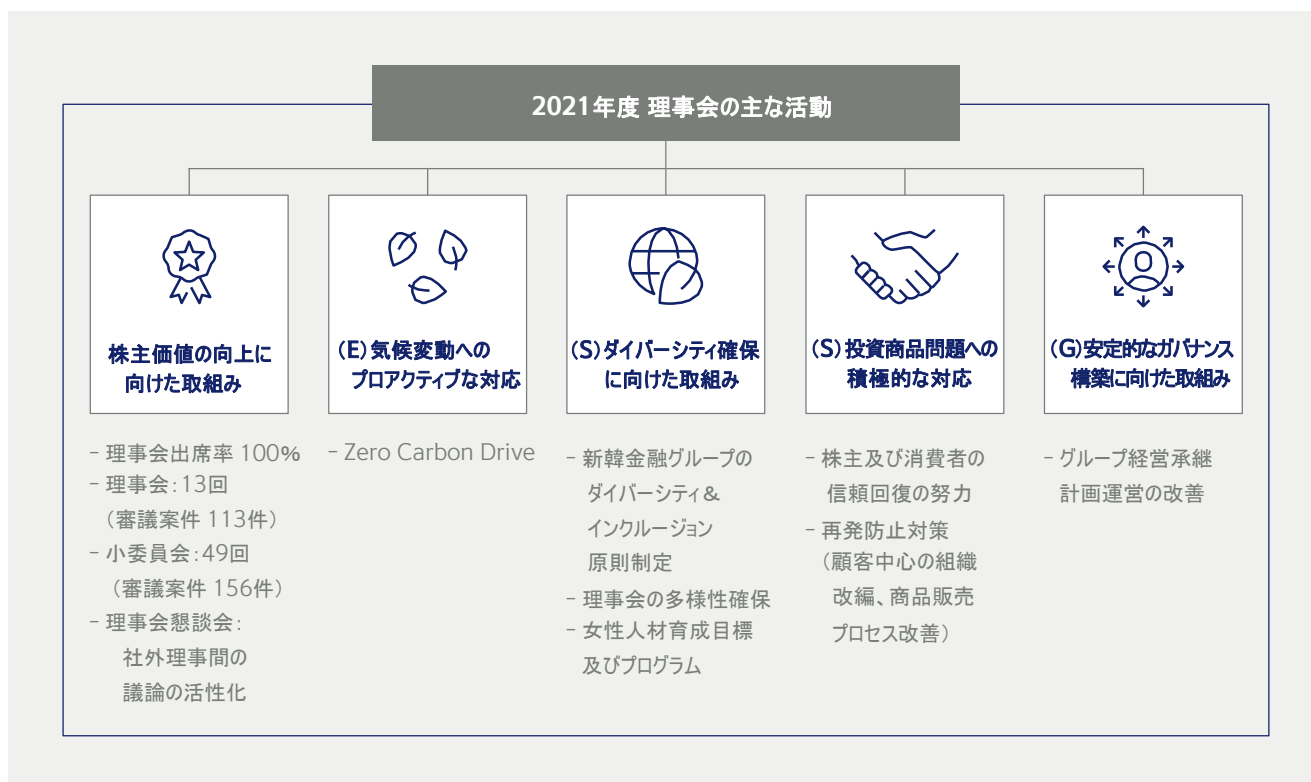 2021年度 理事会の主な活動
株主価値の向上に
向けた取組み
- 理事会出席率 100%
- 理事会:13回
(審議案件 113件)
- 小委員会:49回
(審議案件 156件)
- 理事会懇談会:
社外理事間の
議論の活性化
(E)気候変動への
プロアクティブな対応
- Zero Carbon Drive
(S)ダイバーシティ確保
に向けた取組み
- 新韓金融グループの
ダイバーシティ&
インクルージョン
原則制定
- 理事会の多様性確保
- 女性人材育成目標
及びプログラム
(S)投資商品問題への
積極的な対応
- 株主及び消費者の
信頼回復の努力
- 再発防止対策
(顧客中心の組織
改編、商品販売
プロセス改善)
(G)安定的なガバナンス
構築に向けた取組み
- グループ経営承継
計画運営の改善